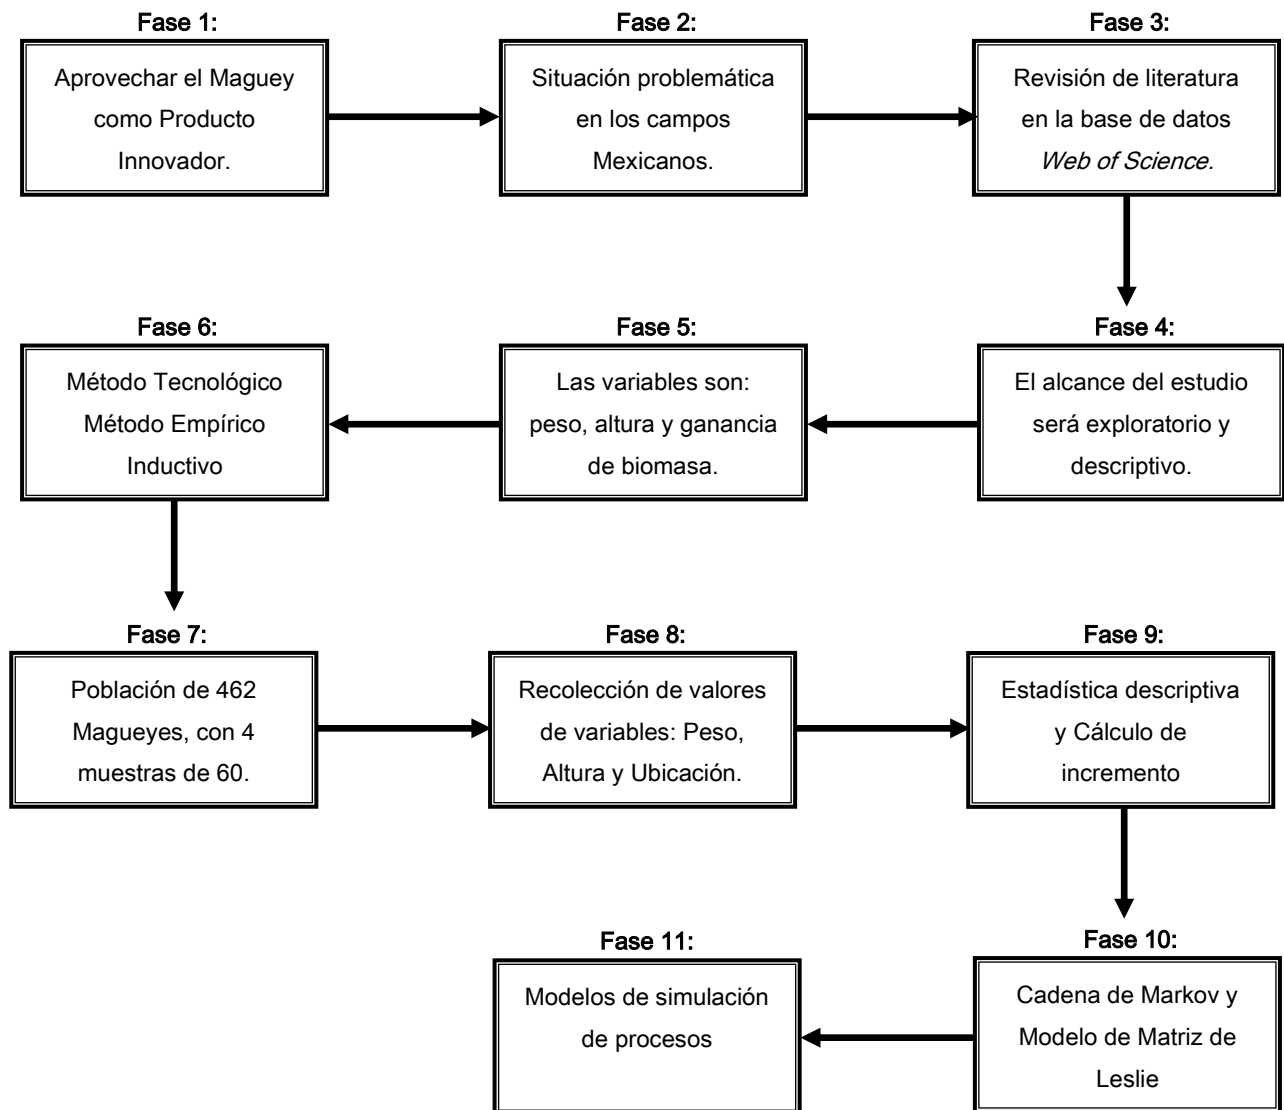 Fase 1:
Aprovechar el Maguey
como Producto
Innovador.
Fase 2:
Situación problemática
en los campos
Mexicanos.
Fase 3:
Revisión de literatura
en la base de datos
Web of Science.
Fase 4:
El alcance del estudio
será exploratorio y
descriptivo.
Fase 5:
Las variables son:
peso, altura y ganancia
de biomasa.
Fase 6:
Método Tecnológico
Método Empírico
Inductivo
Fase 7:
Población de 462
Magueyes, con 4
muestras de 60.
Fase 8:
Recolección de valores
de variables: Peso,
Altura y Ubicación.
Fase 9:
Estadística descriptiva
y Cálculo de
incremento
Fase 10:
Cadena de Markov y
Modelo de Matriz de
Leslie
Fase 11:
Modelos de simulación
de procesos